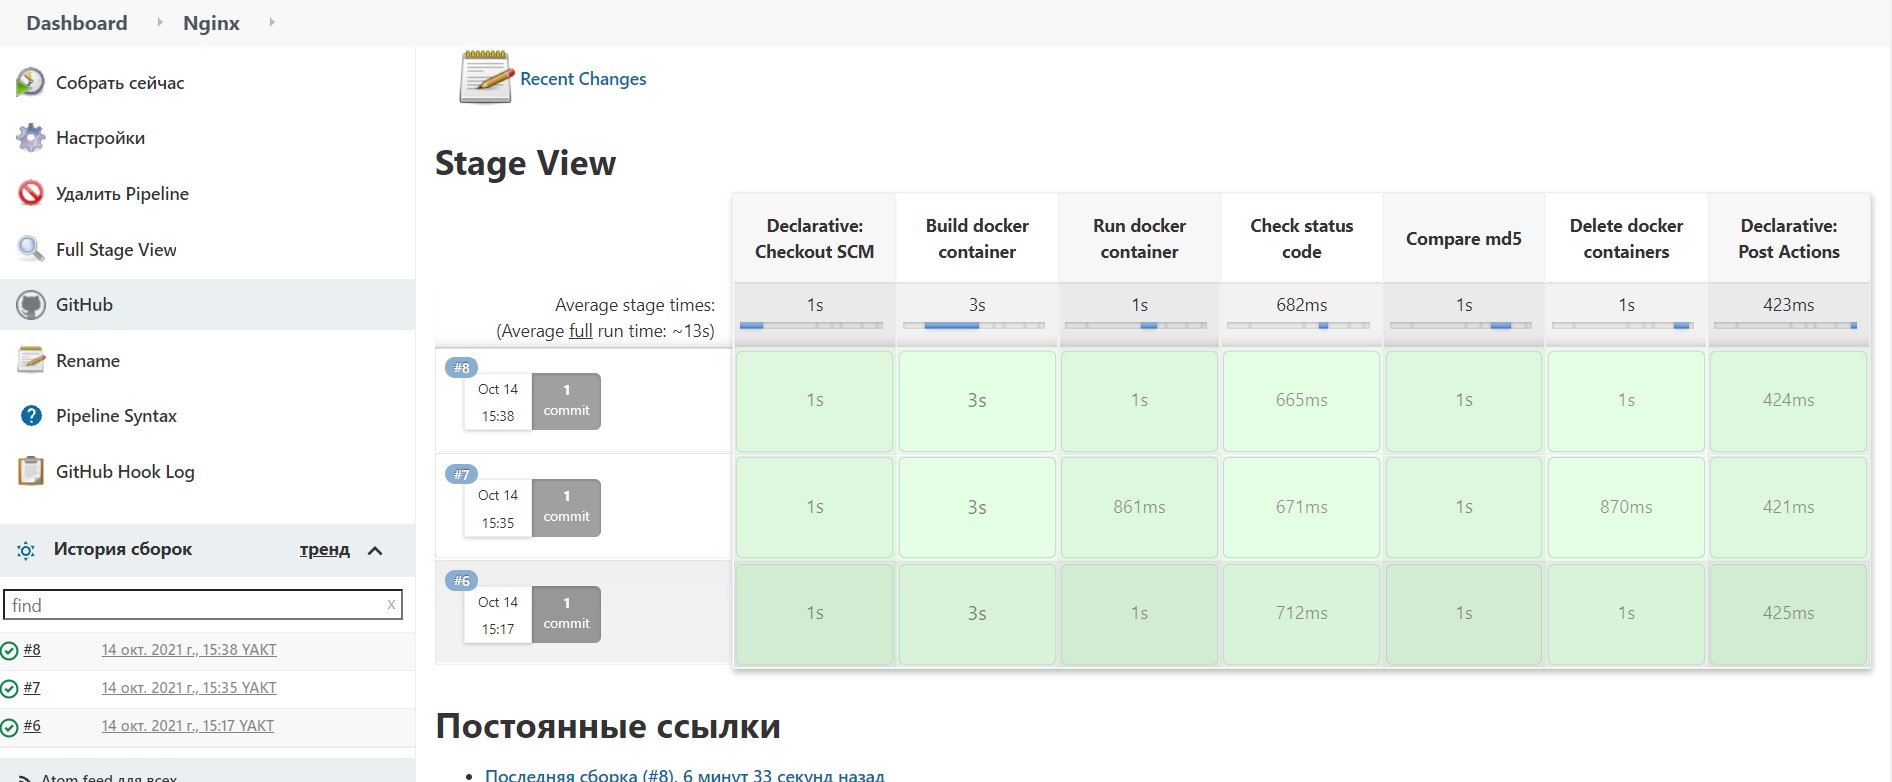 Dashboard
Nginx
Собрать сейчас
Настройки
Удалить Pipeline
Full Stage View
GitHub
Rename
Pipeline Syntax
GitHub Hook Log
История сборок
тренд
find
x
#8
14 окт. 2021 г., 15:38 YAKT
#7
14 окт. 2021 г., 15:35 YAKT
#6
14 окт. 2021 г., 15:17 YAKT
Atom feed для всех
Recent Changes
Stage View
Declarative:
Checkout SCM
Build docker
container
Run docker
container
Check status
code
Compare md5
Delete docker
containers
Declarative:
Post Actions
Average stage times:
(Average full run time: ~13s)
1s
3s
1s
682ms
1s
1s
423ms
#8
Oct 14
15:38
1
commit
1s
3s
1s
665ms
1s
1s
424ms
#7
Oct 14
15:35
1
commit
1s
3s
861ms
671ms
1s
870ms
421ms
#6
Oct 14
15:17
1
commit
1s
3s
1s
712ms
1s
1s
425ms
Постоянные ссылки
Последняя сборка (#8), 6 минут 33 секунд назад